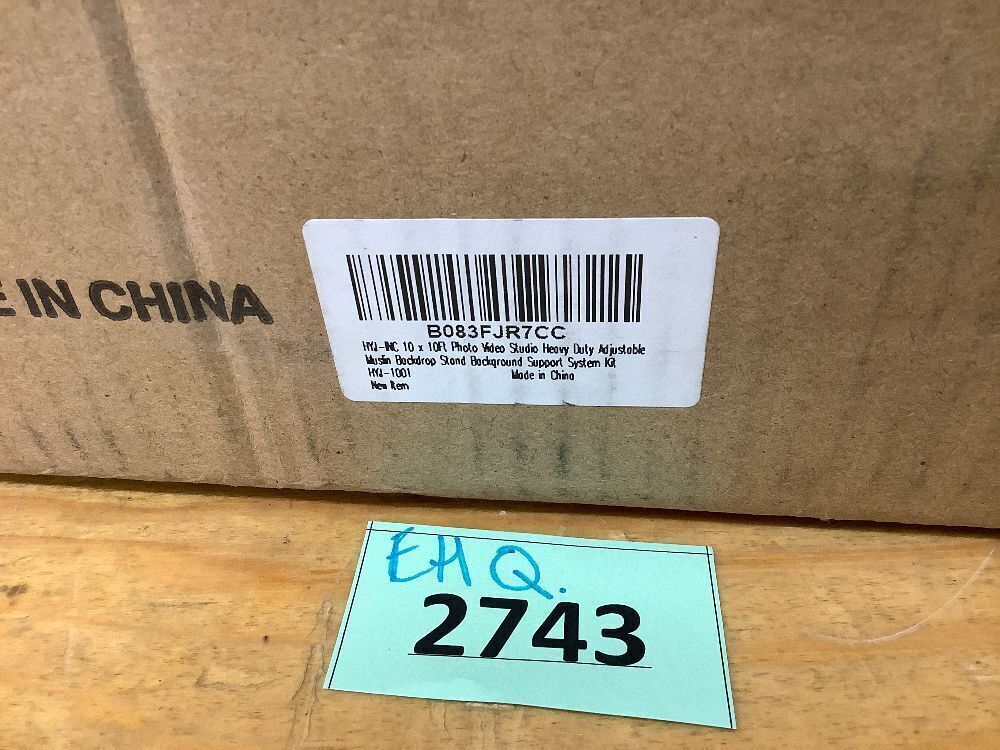 E IN CHINA
B083FJR7CC
HYJ-INC 10 x 10Ft Photo Video Studio Heavy Duty Adjustable
Muslin Backdrop Stand Background Support System Kit
HYJ-1001 Made in China
New Item
EH Q.
2743